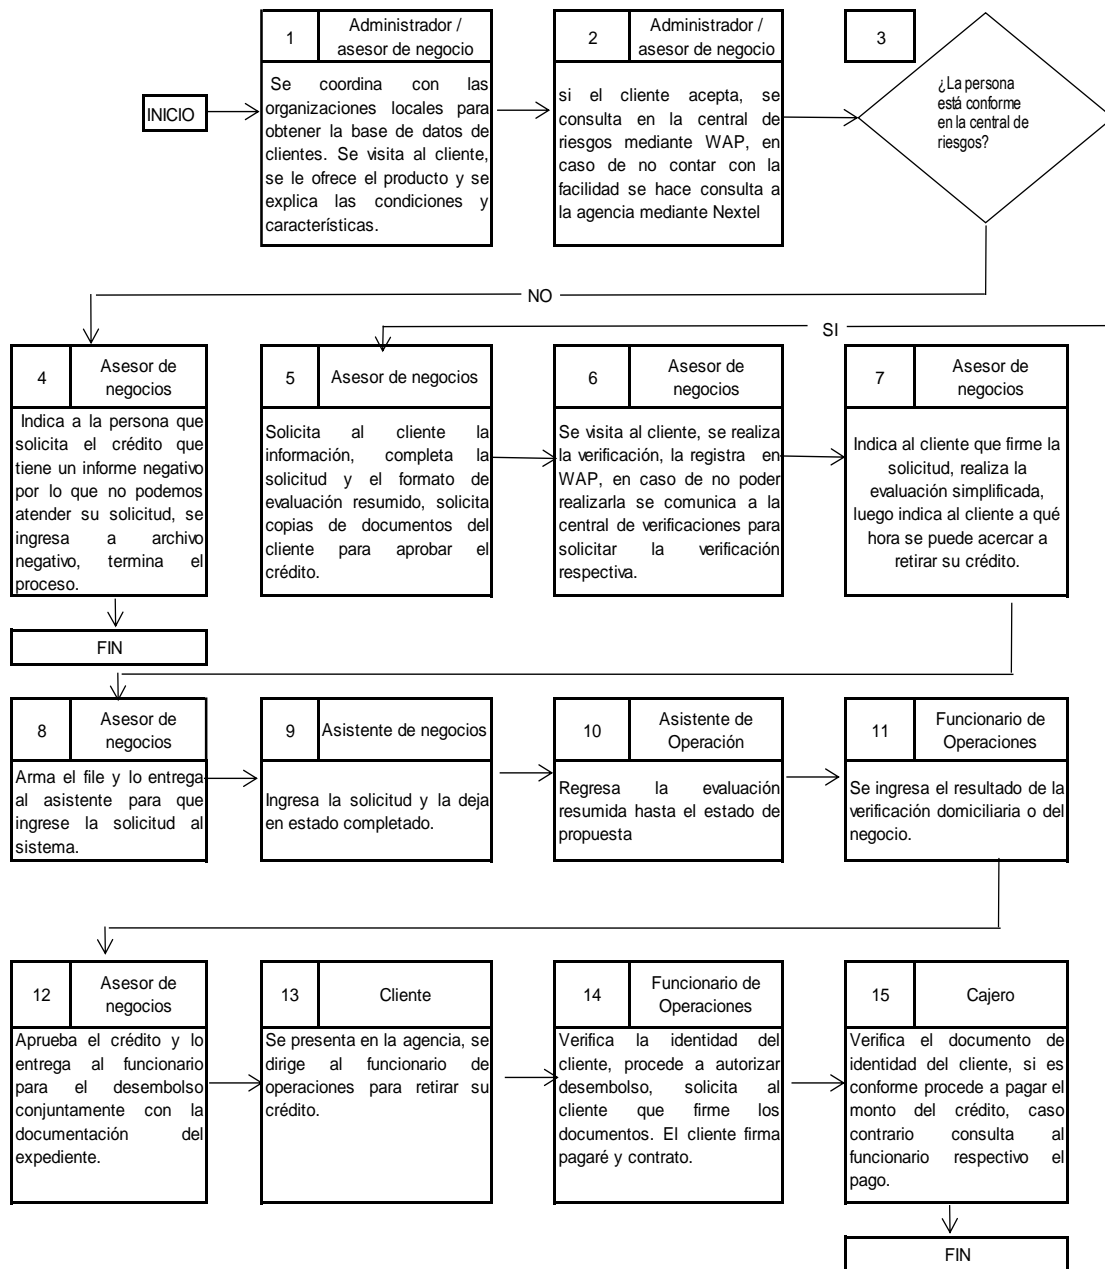 INICIO
1
Administrador /
asesor de negocio
Se coordina con las
organizaciones locales para
obtener la base de datos de
clientes. Se visita al cliente,
se le ofrece el producto y se
explica las condiciones y
características.
2
Administrador /
asesor de negocio
si el cliente acepta, se
consulta en la central de
riesgos mediante WAP, en
caso de no contar con la
facilidad se hace consulta a
la agencia mediante Nextel
3
¿La persona
está conforme
en la central de
riesgos?
NO
SI
4
Asesor de
negocios
Indica a la persona que
solicita el crédito que
tiene un informe negativo
por lo que no podemos
atender su solicitud, se
ingresa a archivo
negativo, termina el
proceso.
FIN
5
Asesor de negocios
Solicita al cliente la
información, completa la
solicitud y el formato de
evaluación resumido, solicita
copias de documentos del
cliente para aprobar el
crédito.
6
Asesor de
negocios
Se visita al cliente, se realiza
la verificación, la registra en
WAP, en caso de no poder
realizarla se comunica a la
central de verificaciones para
solicitar la verificación
respectiva.
7
Asesor de
negocios
Indica al cliente que firme la
solicitud, realiza la
evaluación simplificada,
luego indica al cliente a qué
hora se puede acercar a
retirar su crédito.
8
Asesor de
negocios
Arma el file y lo entrega
al asistente para que
ingrese la solicitud al
sistema.
9
Asistente de negocios
Ingresa la solicitud y la deja
en estado completado.
10
Asistente de
Operación
Regresa la evaluación
resumida hasta el estado de
propuesta
11
Funcionario de
Operaciones
Se ingresa el resultado de la
verificación domiciliaria o del
negocio.
12
Asesor de
negocios
Aprueba el crédito y lo
entrega al funcionario
para el desembolso
conjuntamente con la
documentación del
expediente.
13
Cliente
Se presenta en la agencia, se
dirige al funcionario de
operaciones para retirar su
crédito.
14
Funcionario de
Operaciones
Verifica la identidad del
cliente, procede a autorizar
desembolso, solicita al
cliente que firme los
documentos. El cliente firma
pagaré y contrato.
15
Cajero
Verifica el documento de
identidad del cliente, si es
conforme procede a pagar el
monto del crédito, caso
contrario consulta al
funcionario respectivo el
pago.
FIN